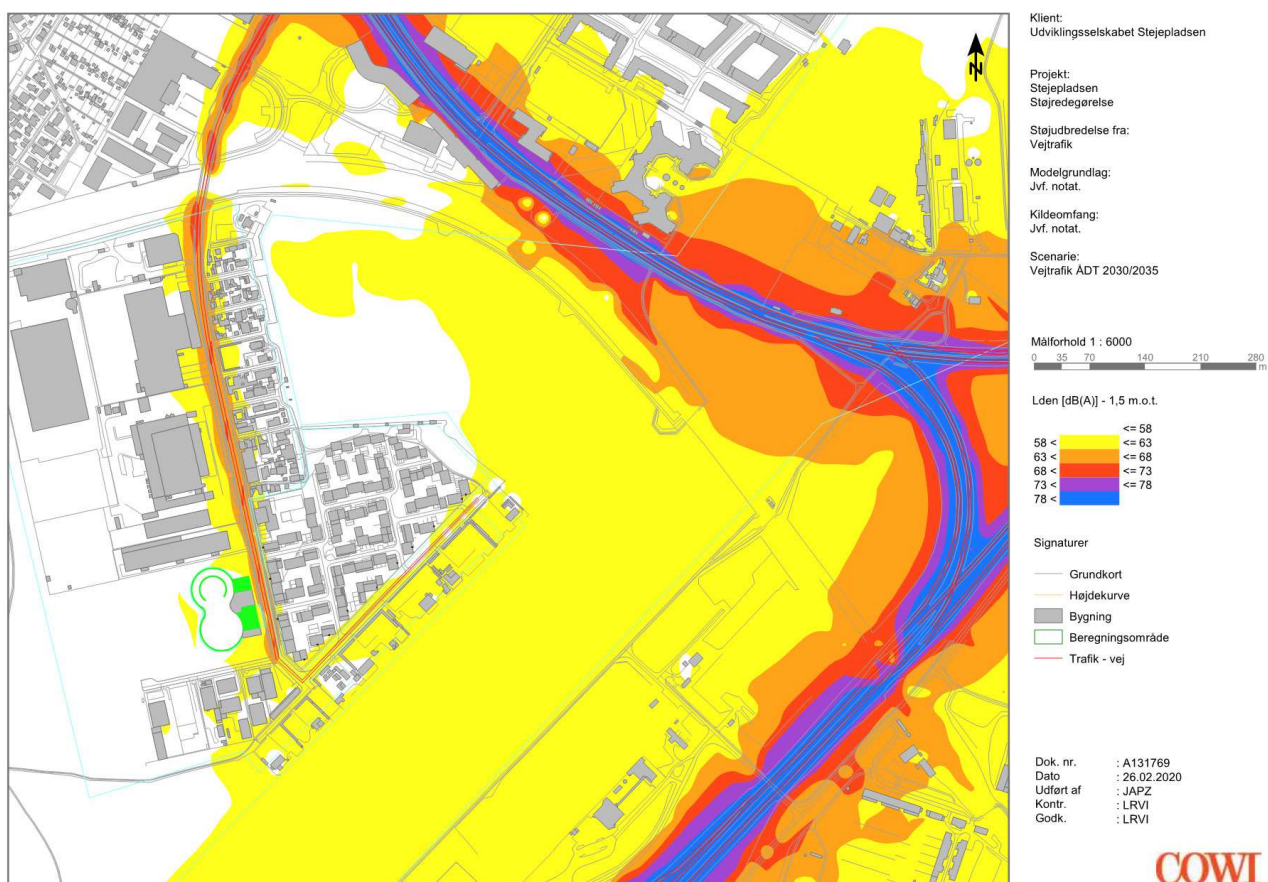 Klient:
Udviklingsselskabet Stejepladsen
N
Projekt:
Stejepladsen
Støjredegørelse
Støjudbredelse fra:
Vejtrafik
Modelgrundlag:
Jvf. notat.
Kildeomfang:
Jvf. notat.
Scenarie:
Vejtrafik ÅDT 2030/2035
Målforhold 1 : 6000
0 35 70 140 210 280
m
Lden [dB(A)] - 1,5 m.o.t.
<= 58
58 < <= 63
63 < <= 68
68 < <= 73
73 < <= 78
78 <
Signaturer
Grundkort
Højdekurve
Bygning
Beregningsområde
Trafik - vej
Dok. nr. : A131769
Dato : 26.02.2020
Udført af : JAPZ
Kontr. : LRVI
Godk. : LRVI
COWI